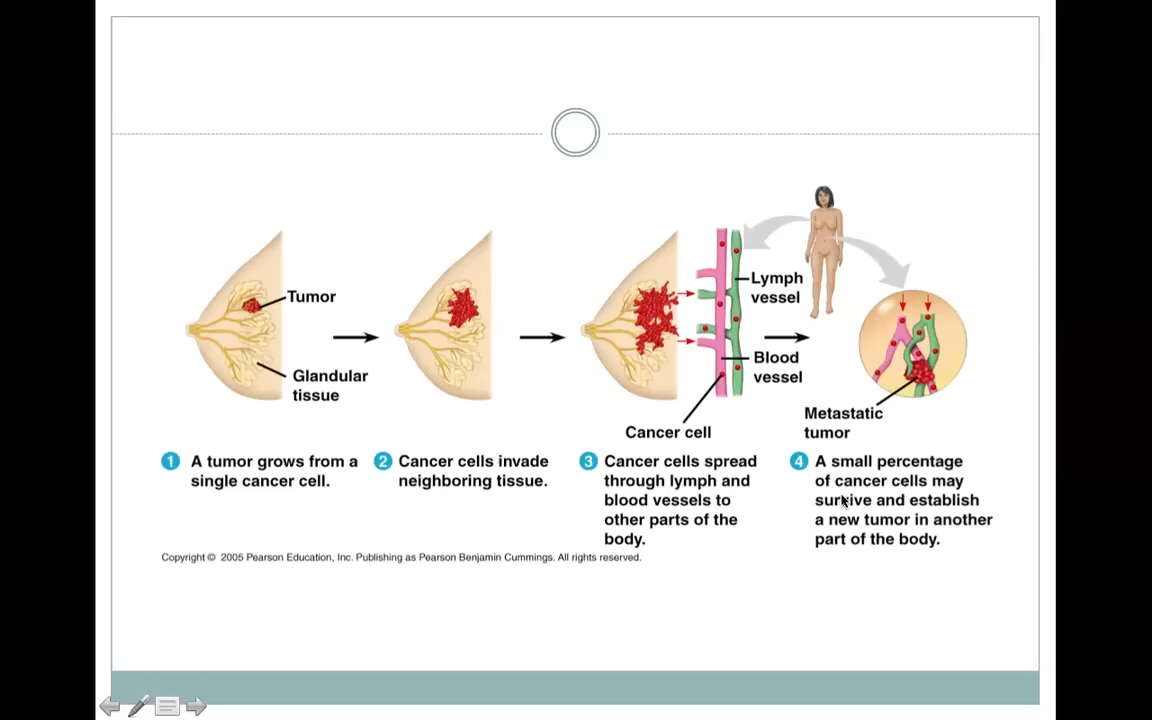 Tumor
Glandular
tissue
Lymph
vessel
Blood
vessel
Cancer cell
Metastatic
tumor
1 A tumor grows from a
single cancer cell.
2 Cancer cells invade
neighboring tissue.
3 Cancer cells spread
through lymph and
blood vessels to
other parts of the
body.
4 A small percentage
of cancer cells may
survive and establish
a new tumor in another
part of the body.
Copyright © 2005 Pearson Education, Inc. Publishing as Pearson Benjamin Cummings. All rights reserved.